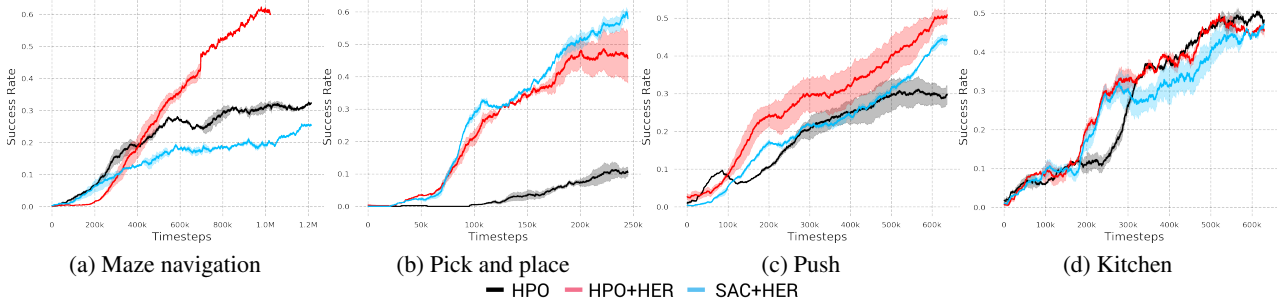 Success Rate
0.6
0.5
0.4
0.3
0.2
0.1
0.0
0 200k 400k 600k 800k 1.0M 1.2M
Timesteps
(a) Maze navigation
Success Rate
0.6
0.5
0.4
0.3
0.2
0.1
0.0
0 50k 100k 150k 200k 250k
Timesteps
(b) Pick and place
Success Rate
0.5
0.4
0.3
0.2
0.1
0.0
0 100k 200k 300k 400k 500k 600k
Timesteps
(c) Push
Success Rate
0.5
0.4
0.3
0.2
0.1
0.0
0 100k 200k 300k 400k 500k 600k
Timesteps
(d) Kitchen
HPO HPO+HER SAC+HER